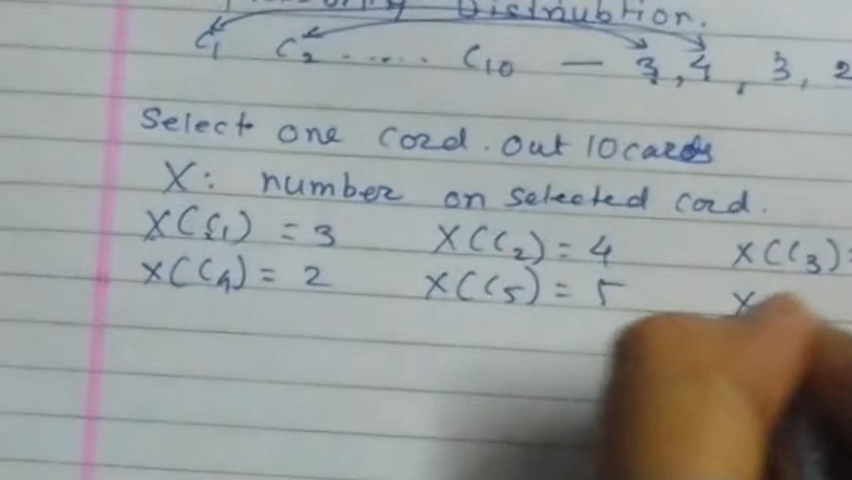 Distribution.
C1 C2 ..... C10 — 3, 4, 3, 2
Select one cord. out 10 cards
X: number on selected cord.
X(C1) = 3 X(C2) = 4 X(C3) =
X(C4) = 2 X(C5) = 5 X